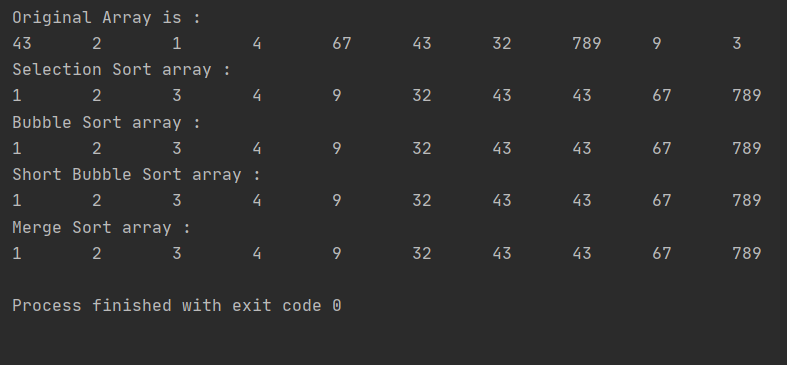 Original Array is :
43 2 1 4 67 43 32 789 9 3
Selection Sort array :
1 2 3 4 9 32 43 43 67 789
Bubble Sort array :
1 2 3 4 9 32 43 43 67 789
Short Bubble Sort array :
1 2 3 4 9 32 43 43 67 789
Merge Sort array :
1 2 3 4 9 32 43 43 67 789
Process finished with exit code 0